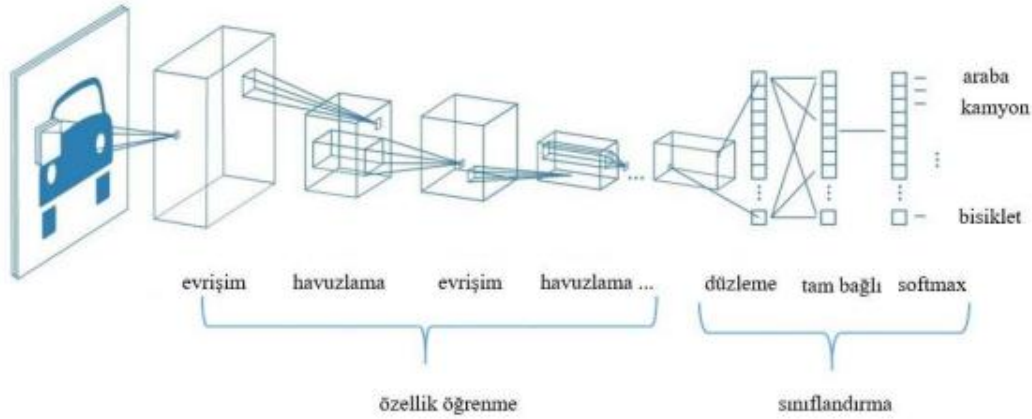 araba
kamyon
⋮
bisiklet
...
evrişim havuzlama evrişim havuzlama ... düzleme tam bağlı softmax
özellik öğrenme sınıflandırma